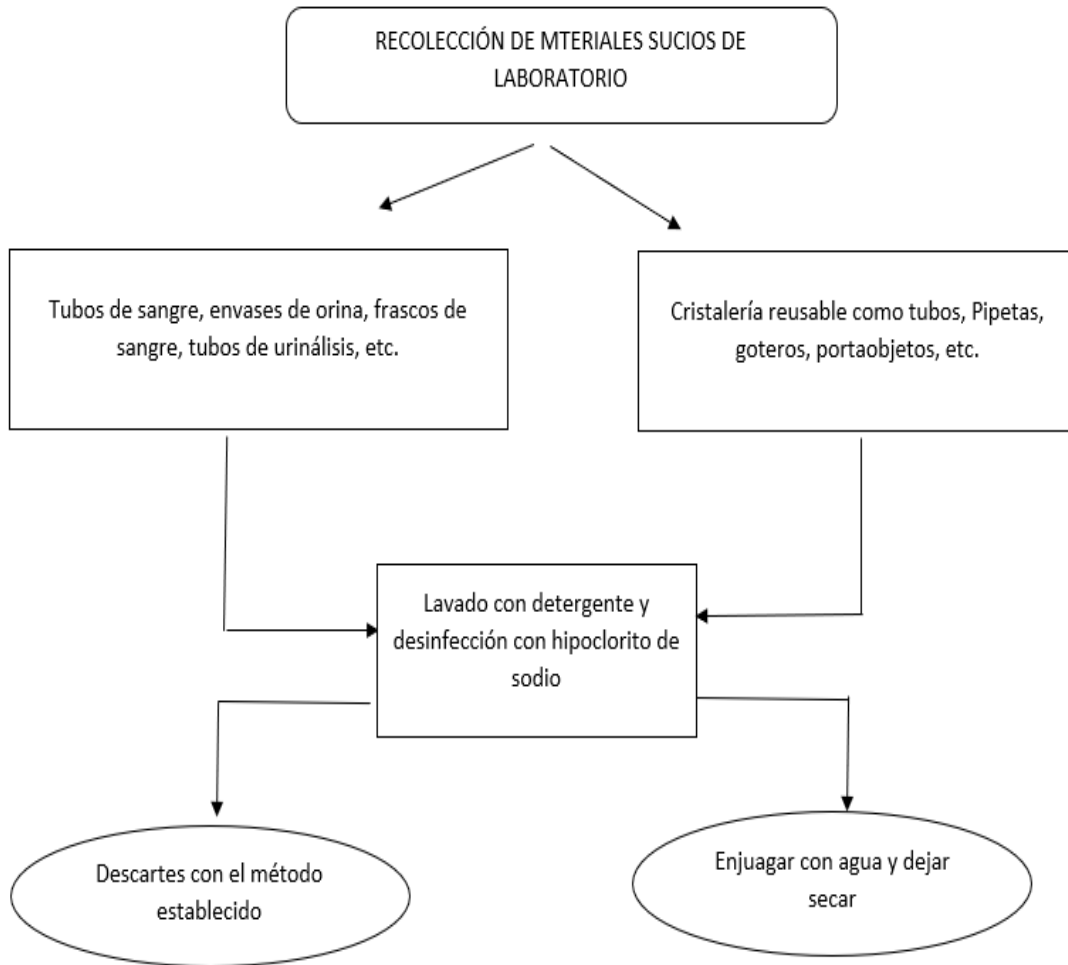 RECOLECCIÓN DE MTERIALES SUCIOS DE
LABORATORIO
Tubos de sangre, envases de orina, frascos de
sangre, tubos de urinálisis, etc.
Cristalería reusable como tubos, Pipetas,
goteros, portaobjetos, etc.
Lavado con detergente y
desinfección con hipoclorito de
sodio
Descartes con el método
establecido
Enjuagar con agua y dejar
secar